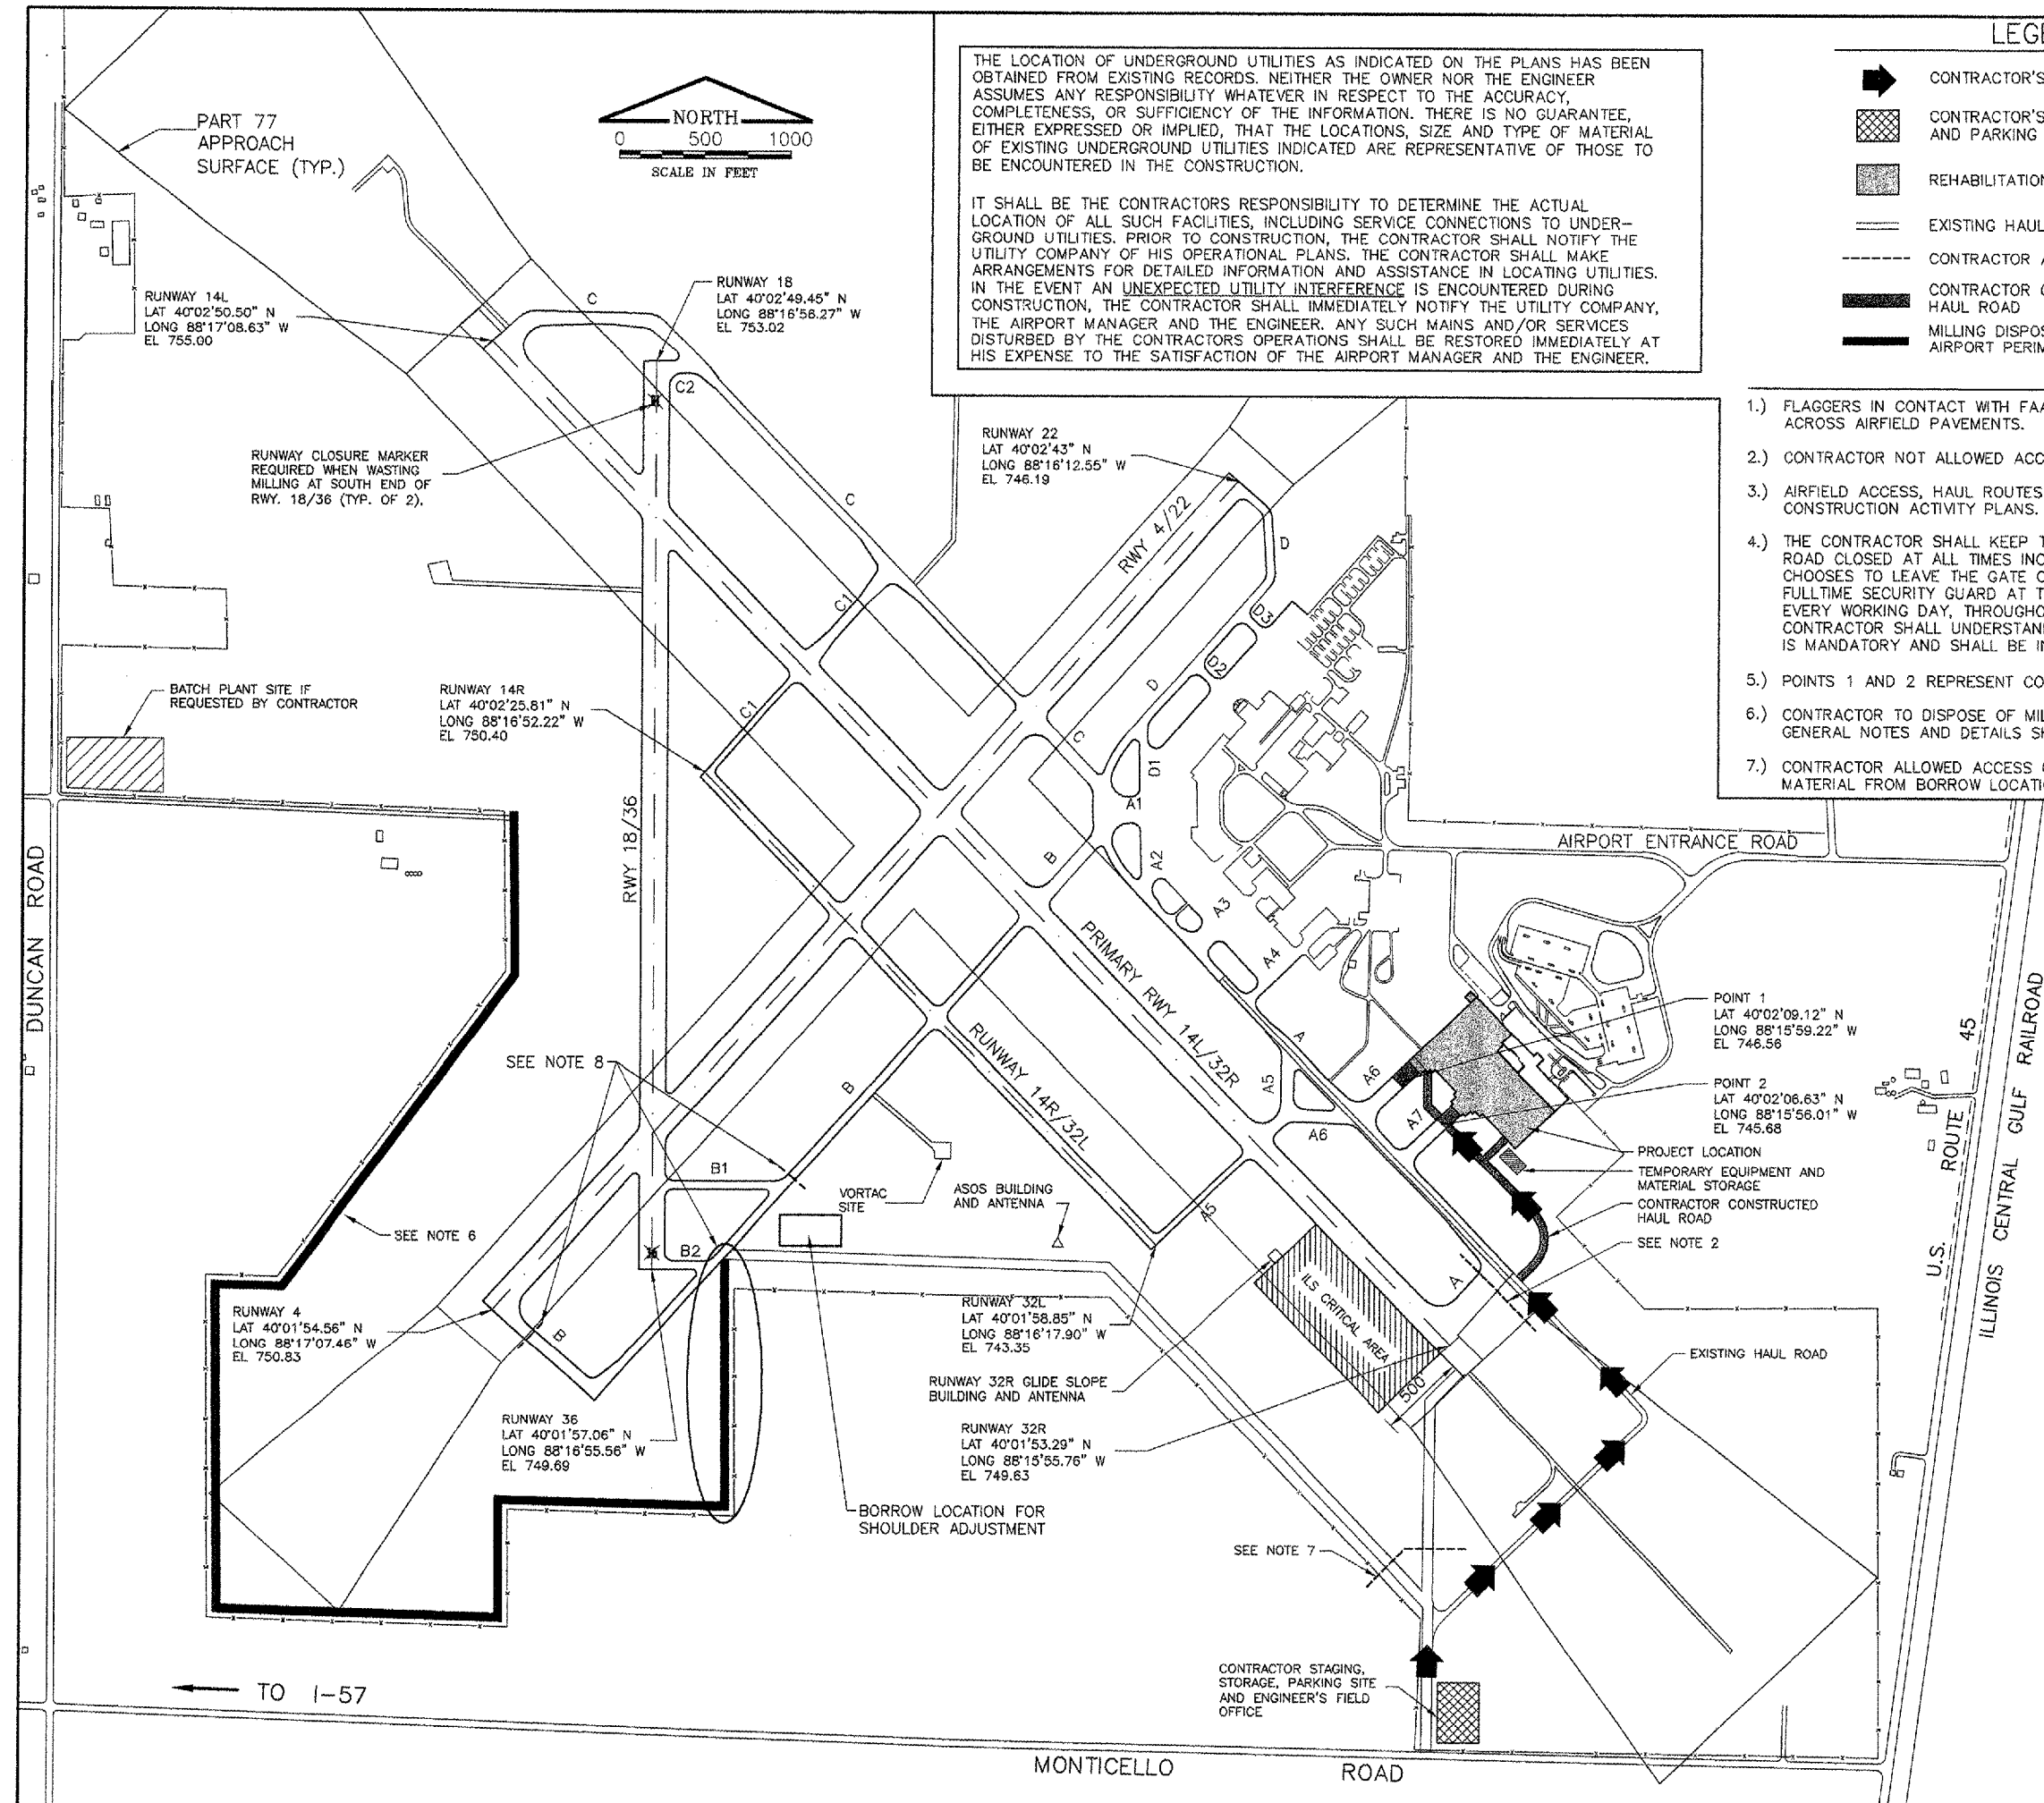 PART 77
APPROACH
SURFACE (TYP.)
NORTH
0 500 1000
SCALE IN FEET
THE LOCATION OF UNDERGROUND UTILITIES AS INDICATED ON THE PLANS HAS BEEN
OBTAINED FROM EXISTING RECORDS. NEITHER THE OWNER NOR THE ENGINEER
ASSUMES ANY RESPONSIBILITY WHATEVER IN RESPECT TO THE ACCURACY,
COMPLETENESS, OR SUFFICIENCY OF THE INFORMATION. THERE IS NO GUARANTEE,
EITHER EXPRESSED OR IMPLIED, THAT THE LOCATIONS, SIZE AND TYPE OF MATERIAL
OF EXISTING UNDERGROUND UTILITIES INDICATED ARE REPRESENTATIVE OF THOSE TO
BE ENCOUNTERED IN THE CONSTRUCTION.
IT SHALL BE THE CONTRACTORS RESPONSIBILITY TO DETERMINE THE ACTUAL
LOCATION OF ALL SUCH FACILITIES, INCLUDING SERVICE CONNECTIONS TO UNDER-
GROUND UTILITIES. PRIOR TO CONSTRUCTION, THE CONTRACTOR SHALL NOTIFY THE
UTILITY COMPANY OF HIS OPERATIONAL PLANS. THE CONTRACTOR SHALL MAKE
ARRANGEMENTS FOR DETAILED INFORMATION AND ASSISTANCE IN LOCATING UTILITIES.
IN THE EVENT AN UNEXPECTED UTILITY INTERFERENCE IS ENCOUNTERED DURING
CONSTRUCTION, THE CONTRACTOR SHALL IMMEDIATELY NOTIFY THE UTILITY COMPANY,
THE AIRPORT MANAGER AND THE ENGINEER. ANY SUCH MAINS AND/OR SERVICES
DISTURBED BY THE CONTRACTORS OPERATIONS SHALL BE RESTORED IMMEDIATELY AT
HIS EXPENSE TO THE SATISFACTION OF THE AIRPORT MANAGER AND THE ENGINEER.
LEGE
CONTRACTOR'S
CONTRACTOR'S
AND PARKING
REHABILITATION
EXISTING HAUL
CONTRACTOR A
CONTRACTOR C
HAUL ROAD
MILLING DISPOS
AIRPORT PERIM
1.) FLAGGERS IN CONTACT WITH FAA
ACROSS AIRFIELD PAVEMENTS.
2.) CONTRACTOR NOT ALLOWED ACC
3.) AIRFIELD ACCESS, HAUL ROUTES
CONSTRUCTION ACTIVITY PLANS.
4.) THE CONTRACTOR SHALL KEEP T
ROAD CLOSED AT ALL TIMES INC
CHOOSES TO LEAVE THE GATE O
FULLTIME SECURITY GUARD AT T
EVERY WORKING DAY, THROUGHO
CONTRACTOR SHALL UNDERSTAN
IS MANDATORY AND SHALL BE IN
5.) POINTS 1 AND 2 REPRESENT CO
6.) CONTRACTOR TO DISPOSE OF MIL
GENERAL NOTES AND DETAILS SH
7.) CONTRACTOR ALLOWED ACCESS
MATERIAL FROM BORROW LOCATI
RUNWAY 14L
LAT 40°02'50.50" N
LONG 88°17'08.63" W
EL 755.00
RUNWAY 18
LAT 40°02'49.45" N
LONG 88°16'56.27" W
EL 753.02
C
C2
RUNWAY CLOSURE MARKER
REQUIRED WHEN WASTING
MILLING AT SOUTH END OF
RWY. 18/36 (TYP. OF 2).
RUNWAY 22
LAT 40°02'43" N
LONG 88°16'12.55" W
EL 746.19
C
RWY 4/22
D
C1
D3
D2
D
BATCH PLANT SITE IF
REQUESTED BY CONTRACTOR
RUNWAY 14R
LAT 40°02'25.81" N
LONG 88°16'52.22" W
EL 750.40
C1
C
D1
A1
AIRPORT ENTRANCE ROAD
RWY 18/36
B
A2
A3
A4
DUNCAN ROAD
PRIMARY RWY 14L/32R
RUNWAY 14R/32L
POINT 1
LAT 40°02'09.12" N
LONG 88°15'59.22" W
EL 746.56
POINT 2
LAT 40°02'06.63" N
LONG 88°15'56.01" W
EL 745.68
SEE NOTE 8
B
A
A5
A6
A6
A7
PROJECT LOCATION
TEMPORARY EQUIPMENT AND
MATERIAL STORAGE
CONTRACTOR CONSTRUCTED
HAUL ROAD
SEE NOTE 2
U.S. ROUTE 45
ILLINOIS CENTRAL GULF RAILROAD
B1
VORTAC
SITE
ASOS BUILDING
AND ANTENNA
A5
SEE NOTE 6
B2
A
ILS CRITICAL AREA
RUNWAY 4
LAT 40°01'54.56" N
LONG 88°17'07.46" W
EL 750.83
B
RUNWAY 32L
LAT 40°01'58.85" N
LONG 88°16'17.90" W
EL 743.35
EXISTING HAUL ROAD
RUNWAY 32R GLIDE SLOPE
BUILDING AND ANTENNA
500'
RUNWAY 36
LAT 40°01'57.06" N
LONG 88°16'55.56" W
EL 749.69
RUNWAY 32R
LAT 40°01'53.29" N
LONG 88°15'55.76" W
EL 749.63
BORROW LOCATION FOR
SHOULDER ADJUSTMENT
SEE NOTE 7
CONTRACTOR STAGING,
STORAGE, PARKING SITE
AND ENGINEER'S FIELD
OFFICE
TO I-57
MONTICELLO ROAD